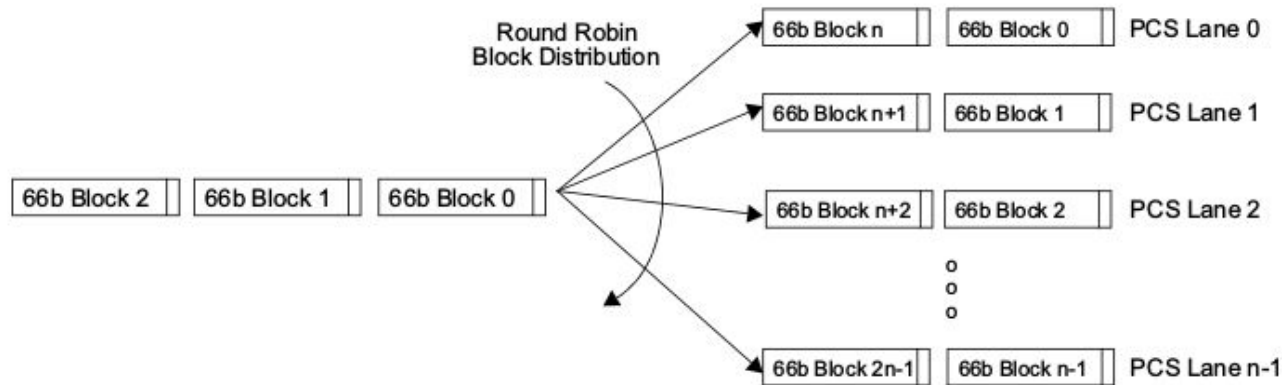 Round Robin
Block Distribution
66b Block 2 66b Block 1 66b Block 0
66b Block n 66b Block 0 PCS Lane 0
66b Block n+1 66b Block 1 PCS Lane 1
66b Block n+2 66b Block 2 PCS Lane 2
o
o
o
66b Block 2n-1 66b Block n-1 PCS Lane n-1